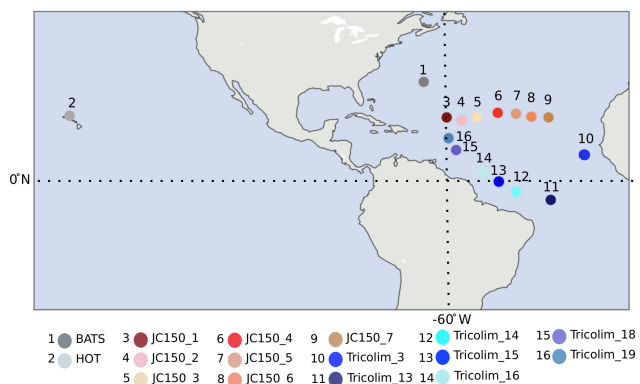 1
2
3 4 5 6 7 8 9
16
15
10
14
13 12
11
0°N
-60°W
1 BATS 3 JC150_1 6 JC150_4 9 JC150_7 12 Tricolim_14 15 Tricolim_18
2 HOT 4 JC150_2 7 JC150_5 10 Tricolim_3 13 Tricolim_15 16 Tricolim_19
5 JC150_3 8 JC150_6 11 Tricolim_13 14 Tricolim_16